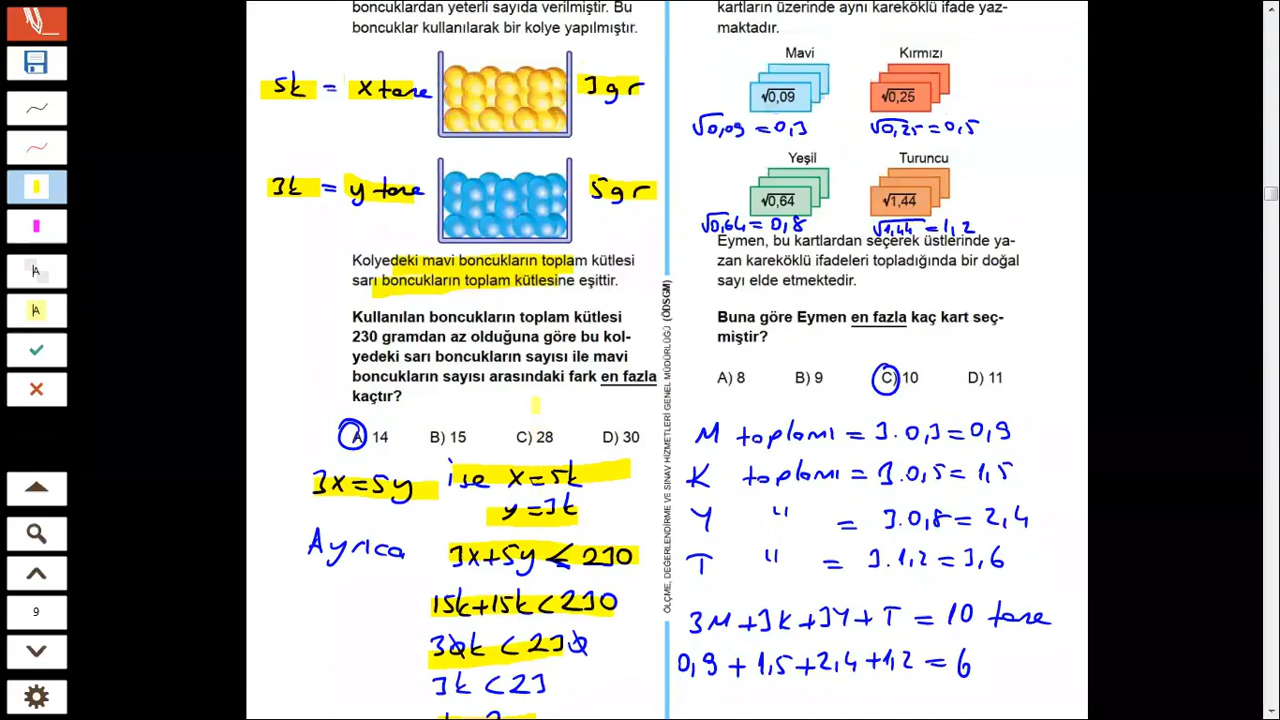 boncuklardan yeterli sayıda verilmiştir. Bu
boncuklar kullanılarak bir kolye yapılmıştır.
5k = x tane
3gr
3k = y tane
5gr
Kolyedeki mavi boncukların toplam kütlesi
sarı boncukların toplam kütlesine eşittir.
Kullanılan boncukların toplam kütlesi
230 gramdan az olduğuna göre bu kol-
yedeki sarı boncukların sayısı ile mavi
boncukların sayısı arasındaki fark en fazla
kaçtır?
A) 14 B) 15 C) 28 D) 30
3x=5y ise x=5k
y=3k
Ayrıca 3x+5y < 230
15k+15k<230
30k < 230
3k < 23
ÖLÇME, DEĞERLENDİRME VE SINAV HİZMETLERİ GENEL MÜDÜRLÜĞÜ (ÖDSGM)
kartların üzerinde aynı kareköklü ifade yaz-
maktadır.
Mavi Kırmızı
√0,09 √0,25
√0,09 = 0,3 √0,25 = 0,5
Yeşil Turuncu
√0,64 √1,44
√0,64 = 0,8 √1,44 = 1,2
Eymen, bu kartlardan seçerek üstlerinde ya-
zan kareköklü ifadeleri topladığında bir doğal
sayı elde etmektedir.
Buna göre Eymen en fazla kaç kart seç-
miştir?
A) 8 B) 9 C) 10 D) 11
M toplamı = 3.0,3=0,9
K toplamı = 3.0,5=1,5
Y " = 3.0,8=2,4
T " = 3.1,2=3,6
3M+3K+3Y+T = 10 tane
0,9+1,5+2,4+1,2=6
A
A
9